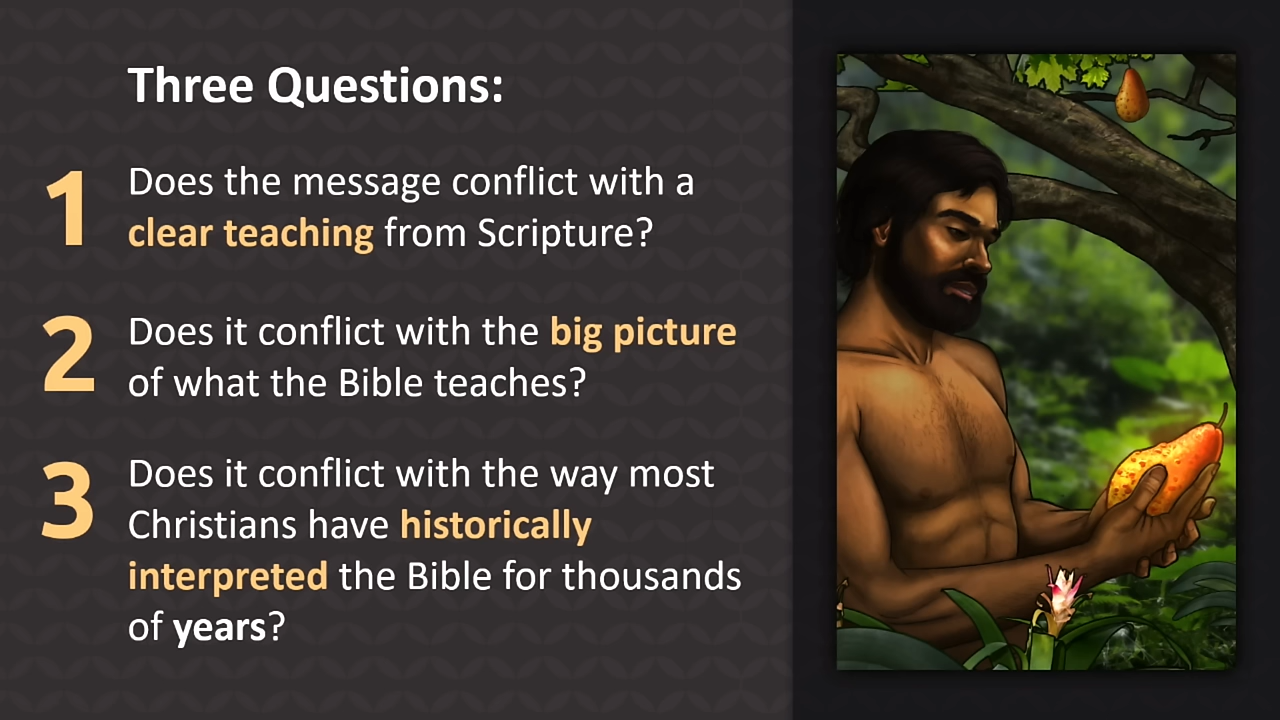 Three Questions:
1
Does the message conflict with a
clear teaching from Scripture?
2
Does it conflict with the big picture
of what the Bible teaches?
3
Does it conflict with the way most
Christians have historically
interpreted the Bible for thousands
of years?